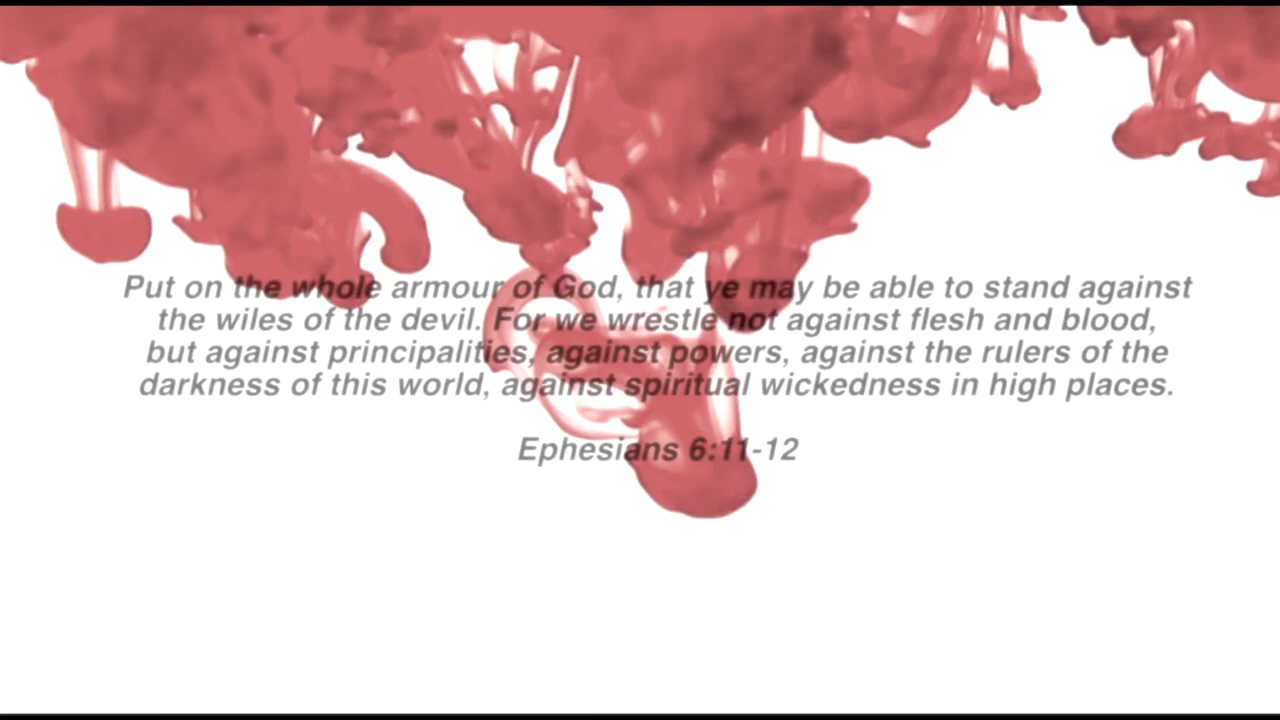 Put on the whole armour of God, that ye may be able to stand against
the wiles of the devil. For we wrestle not against flesh and blood,
but against principalities, against powers, against the rulers of the
darkness of this world, against spiritual wickedness in high places.
Ephesians 6:11-12